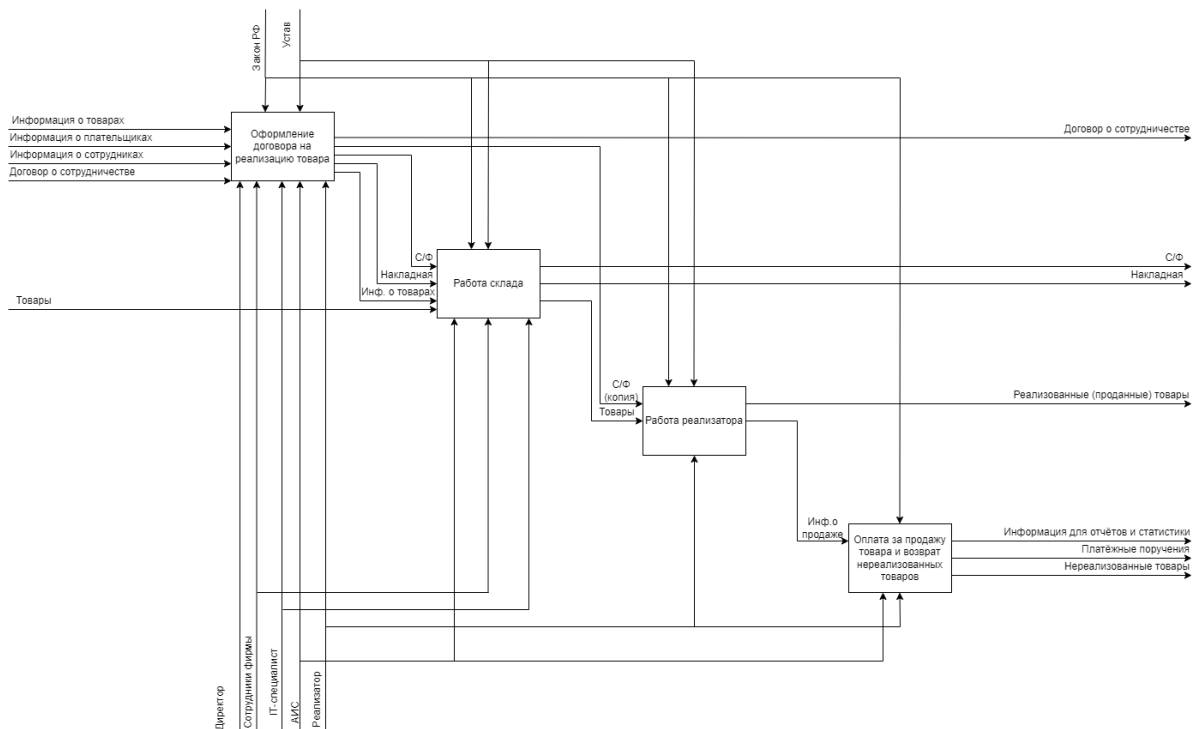 Закон РФ
Устав
Информация о товарах
Информация о плательщиках
Информация о сотрудниках
Договор о сотрудничестве
Оформление
договора на
реализацию товара
Договор о сотрудничестве
С/Ф
Накладная
Инф. о товарах
Товары
Работа склада
С/Ф
Накладная
С/Ф
(копия)
Товары
Работа реализатора
Реализованные (проданные) товары
Инф.о
продаже
Оплата за продажу
товара и возврат
нереализованных
товаров
Информация для отчётов и статистики
Платёжные поручения
Нереализованные товары
Директор
Сотрудники фирмы
IT-специалист
АИС
Реализатор